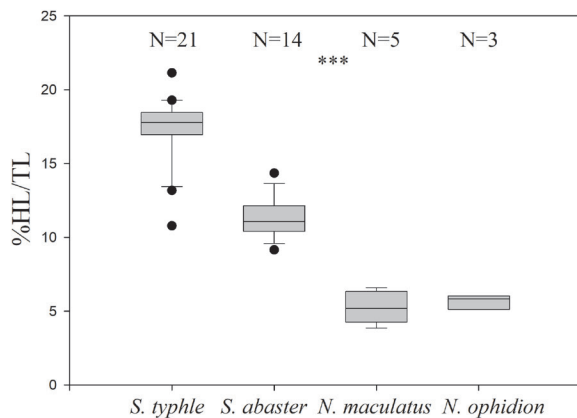 25
N=21 N=14 N=5 N=3
***
20
15
10
5
0
%HL/TL
S. typhle S. abaster N. maculatus N. ophidion